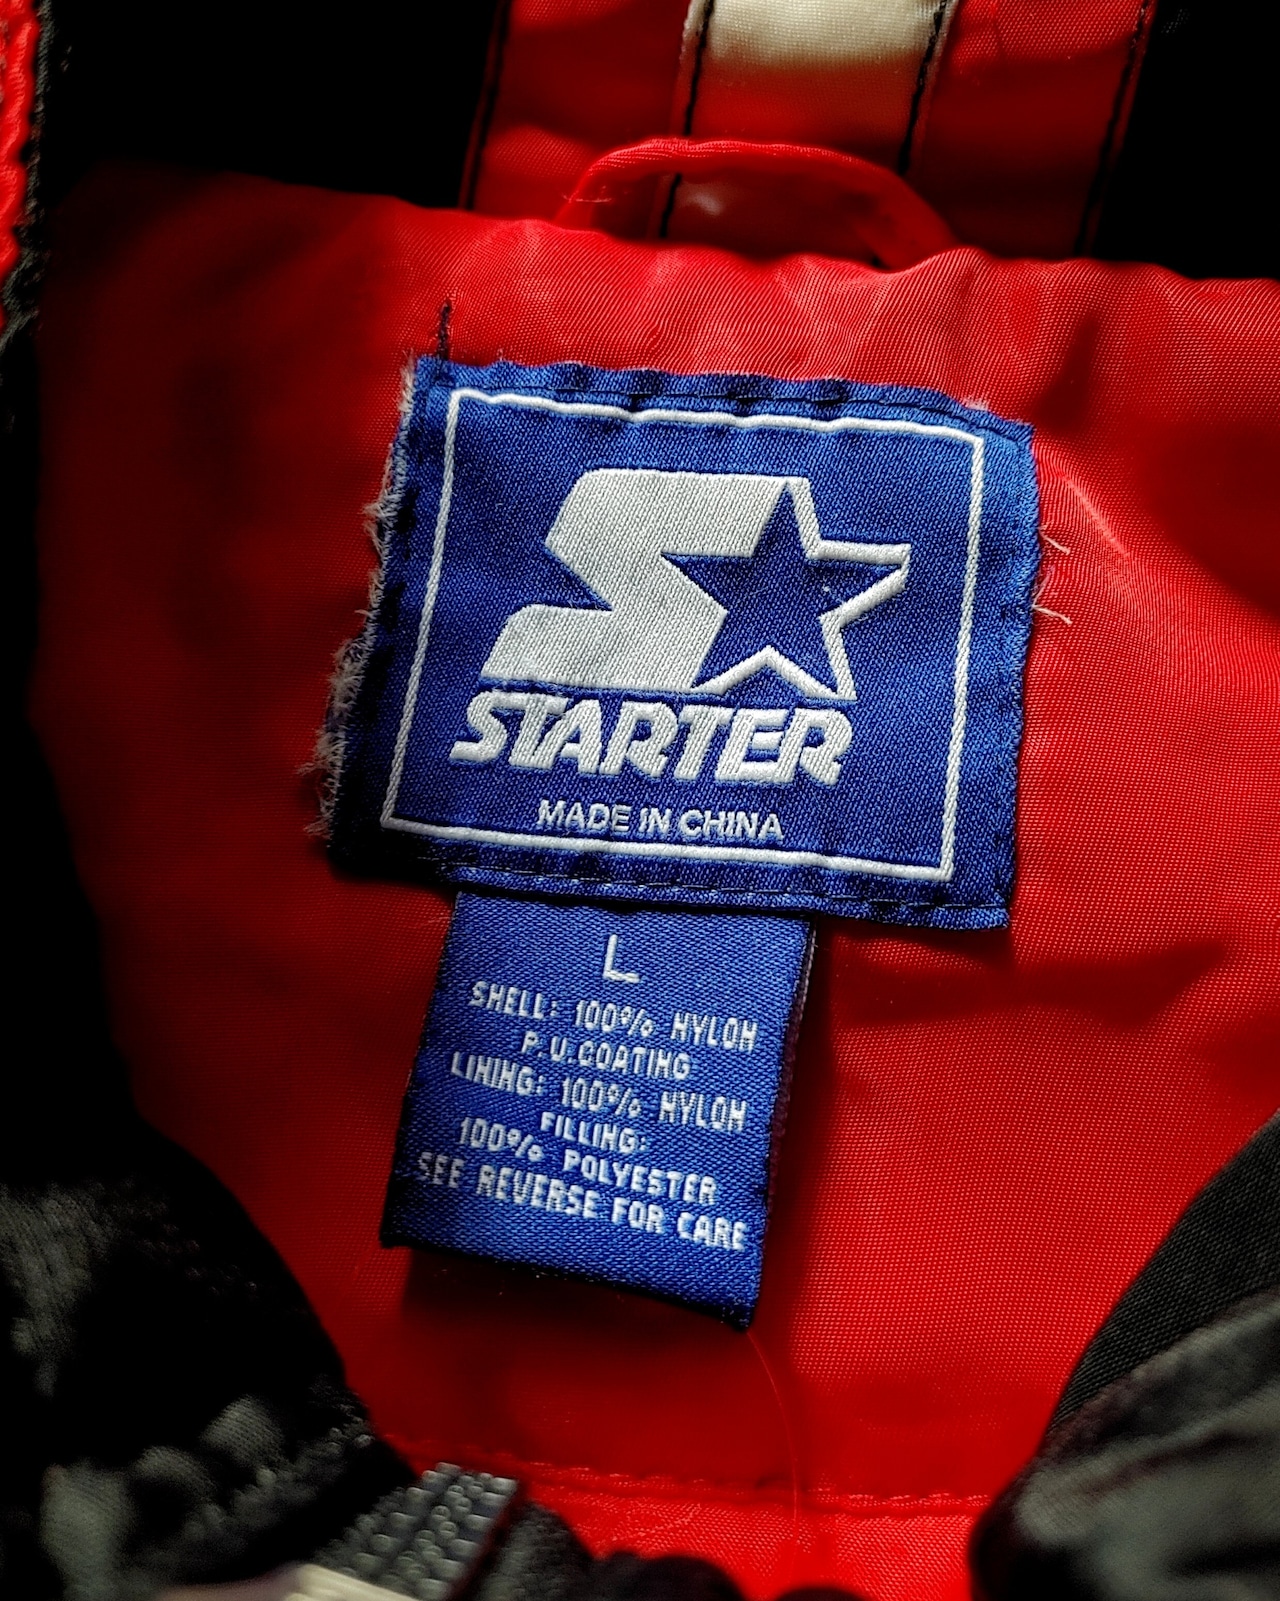 STARTER
MADE IN CHINA
L
SHELL: 100% NYLON
P.U.COATING
LINING: 100% NYLON
FILLING:
100% POLYESTER
SEE REVERSE FOR CARE